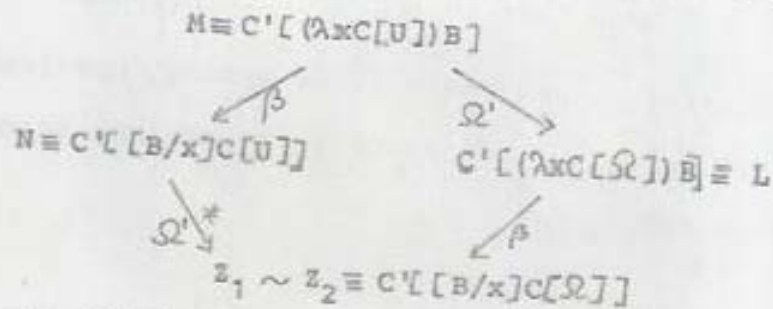 M ≡ C'[(λxC[U])B]
β Ω'
N ≡ C'[[B/x]C[U]] C'[(λxC[Ω])B] ≡ L
Ω' * β
Z₁ ~ Z₂ ≡ C'[[B/x]C[Ω]]